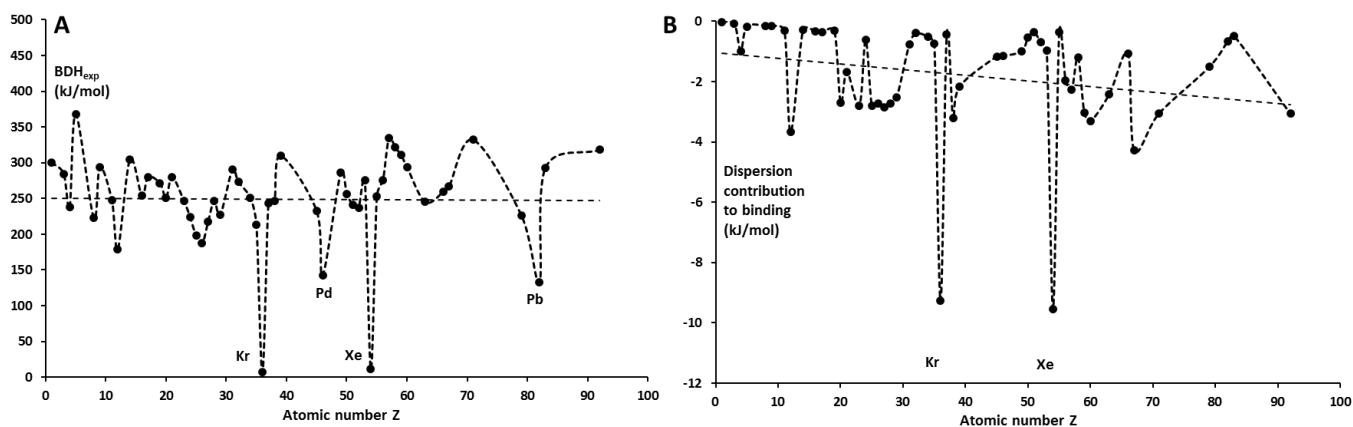 A
500
450
400
350
300
250
200
150
100
50
0
BDHexp
(kJ/mol)
Kr
Pd
Xe
Pb
0 10 20 30 40 50 60 70 80 90 100
Atomic number Z
B
0
-2
-4
-6
-8
-10
-12
Dispersion
contribution
to binding
(kJ/mol)
Kr
Xe
0 10 20 30 40 50 60 70 80 90 100
Atomic number Z